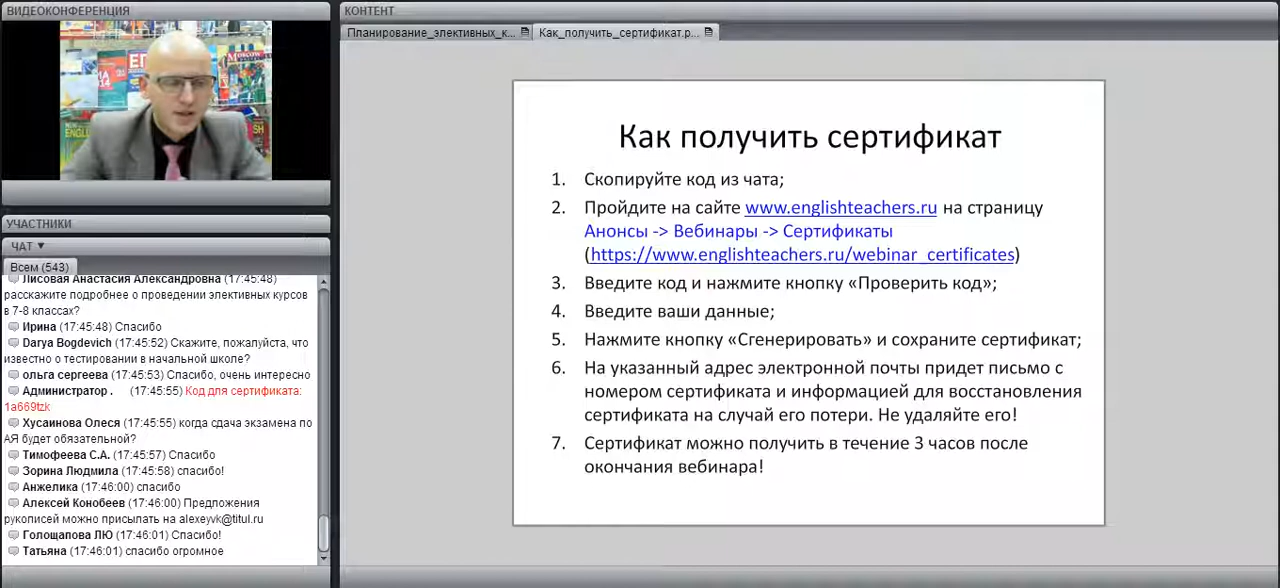 ВИДЕОКОНФЕРЕНЦИЯ
Moscow
УЧАСТНИКИ
ЧАТ ▼
Всем (543)
Лисовая Анастасия Александровна (17:45:48)
расскажите подробнее о проведении элективных курсов
в 7-8 классах?
Ирина (17:45:48) Спасибо
Darya Bogdevich (17:45:52) Скажите, пожалуйста, что
известно о тестировании в начальной школе?
ольга сергеева (17:45:53) Спасибо, очень интересно
Администратор . (17:45:55) Код для сертификата:
1a669tzk
Хусаинова Олеся (17:45:55) когда сдача экзамена по
АЯ будет обязательной?
Тимофеева С.А. (17:45:57) Спасибо
Зорина Людмила (17:45:58) спасибо!
Анжелика (17:46:00) спасибо
Алексей Конобеев (17:46:00) Предложения
рукописей можно присылать на alexeyvk@titul.ru
Голощапова ЛЮ (17:46:01) Спасибо!
Татьяна (17:46:01) спасибо огромное
КОНТЕНТ
Планирование_элективных_к...
Как_получить_сертификат.p...
Как получить сертификат
1. Скопируйте код из чата;
2. Пройдите на сайте www.englishteachers.ru на страницу
Анонсы -> Вебинары -> Сертификаты
(https://www.englishteachers.ru/webinar_certificates)
3. Введите код и нажмите кнопку «Проверить код»;
4. Введите ваши данные;
5. Нажмите кнопку «Сгенерировать» и сохраните сертификат;
6. На указанный адрес электронной почты придет письмо с
номером сертификата и информацией для восстановления
сертификата на случай его потери. Не удаляйте его!
7. Сертификат можно получить в течение 3 часов после
окончания вебинара!